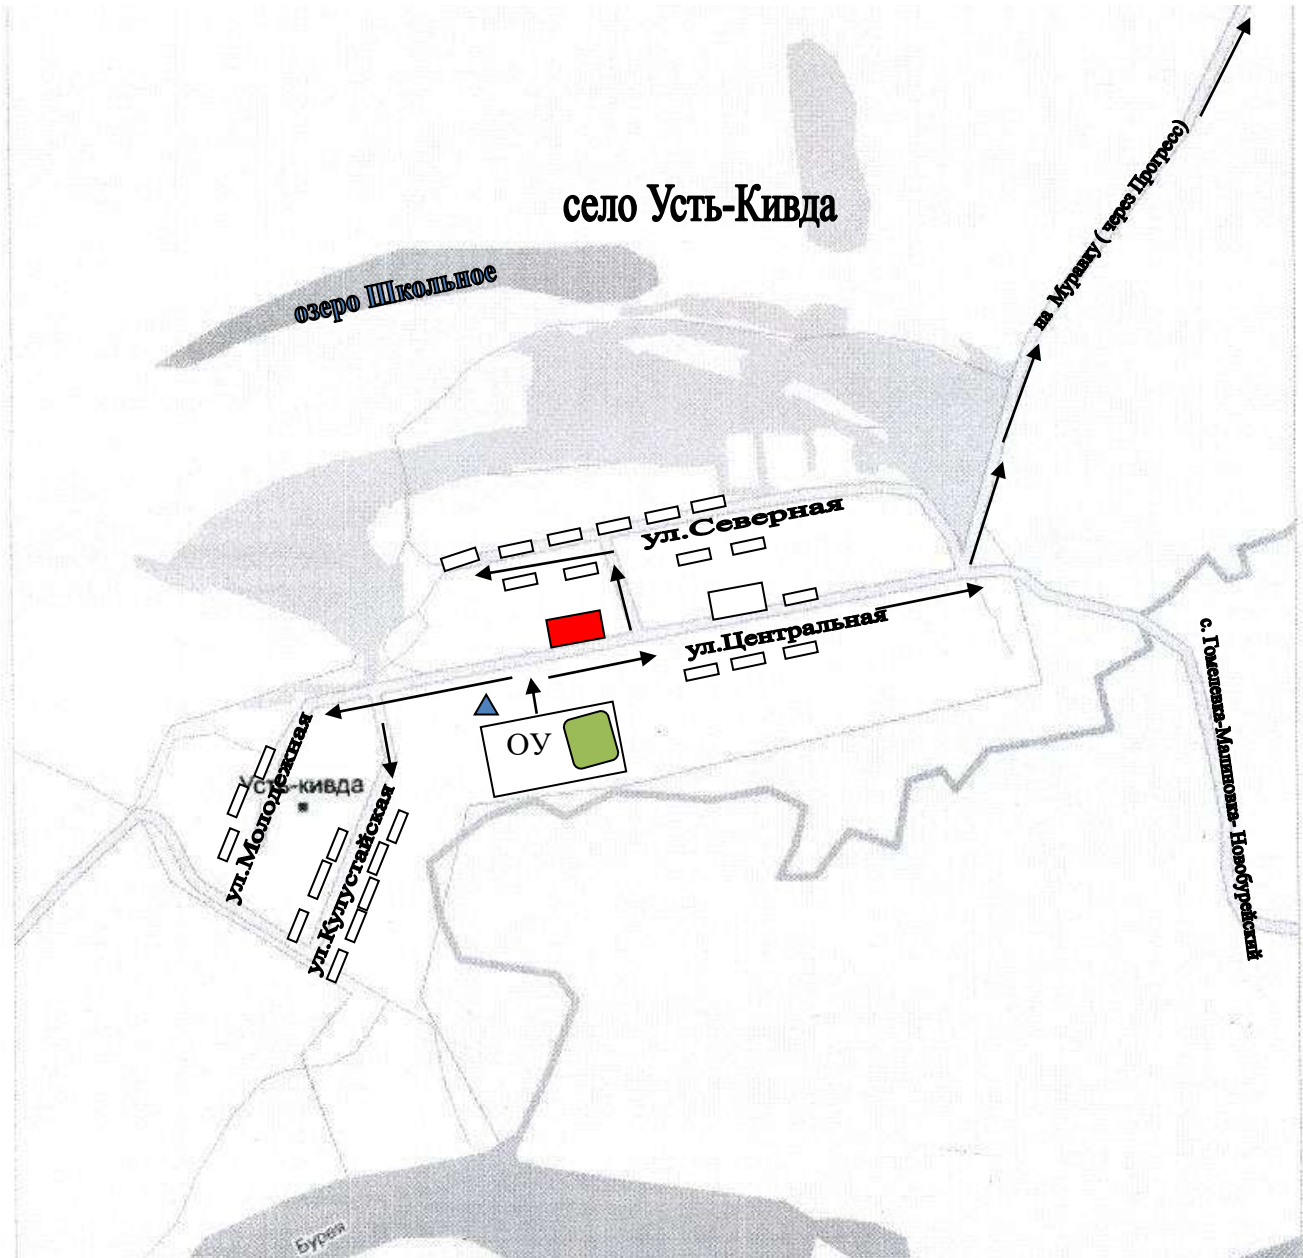 село Усть-Кивда
на Муравку ( через Прогресс)
озеро Школьное
ул.Северная
ул.Центральная
с. Гомелевка-Малиновка- Новобурейский
ОУ
ул.Молодежная
Усть-кивда
ул.Кулустайская
Бурея